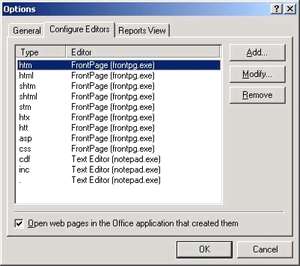 Options
General Configure Editors Reports View
Type Editor
htm FrontPage (frontpg.exe)
html FrontPage (frontpg.exe)
shtm FrontPage (frontpg.exe)
shtml FrontPage (frontpg.exe)
stm FrontPage (frontpg.exe)
htx FrontPage (frontpg.exe)
htt FrontPage (frontpg.exe)
asp FrontPage (frontpg.exe)
css FrontPage (frontpg.exe)
cdf Text Editor (notepad.exe)
inc Text Editor (notepad.exe)
. Text Editor (notepad.exe)
Add...
Modify...
Remove
Open web pages in the Office application that created them
OK Cancel